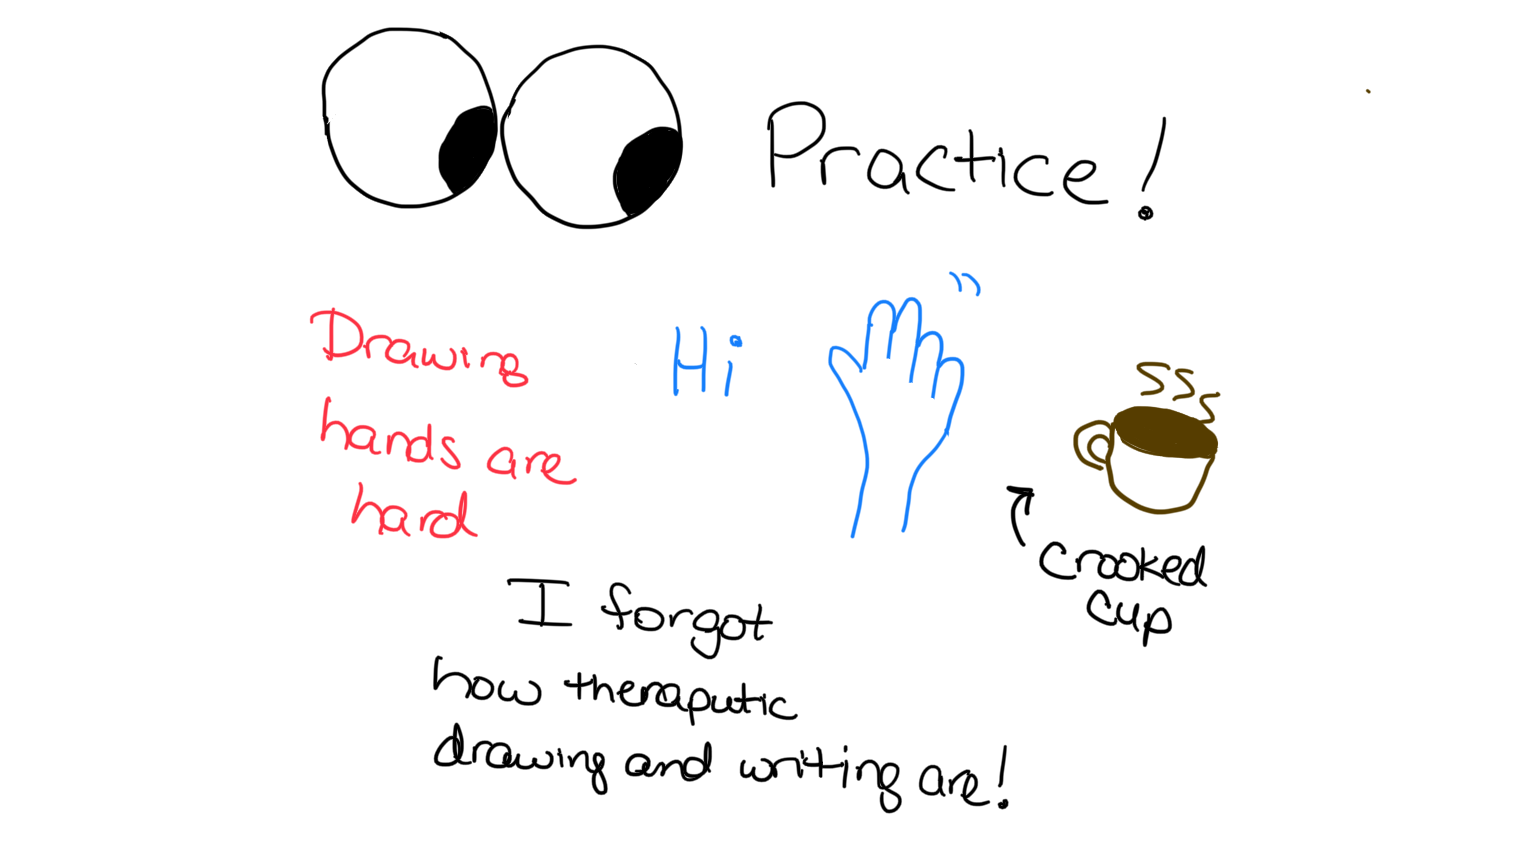 Practice!
Drawing
hands are
hard
Hi
crooked
cup
I forgot
how theraputic
drawing and writing are!